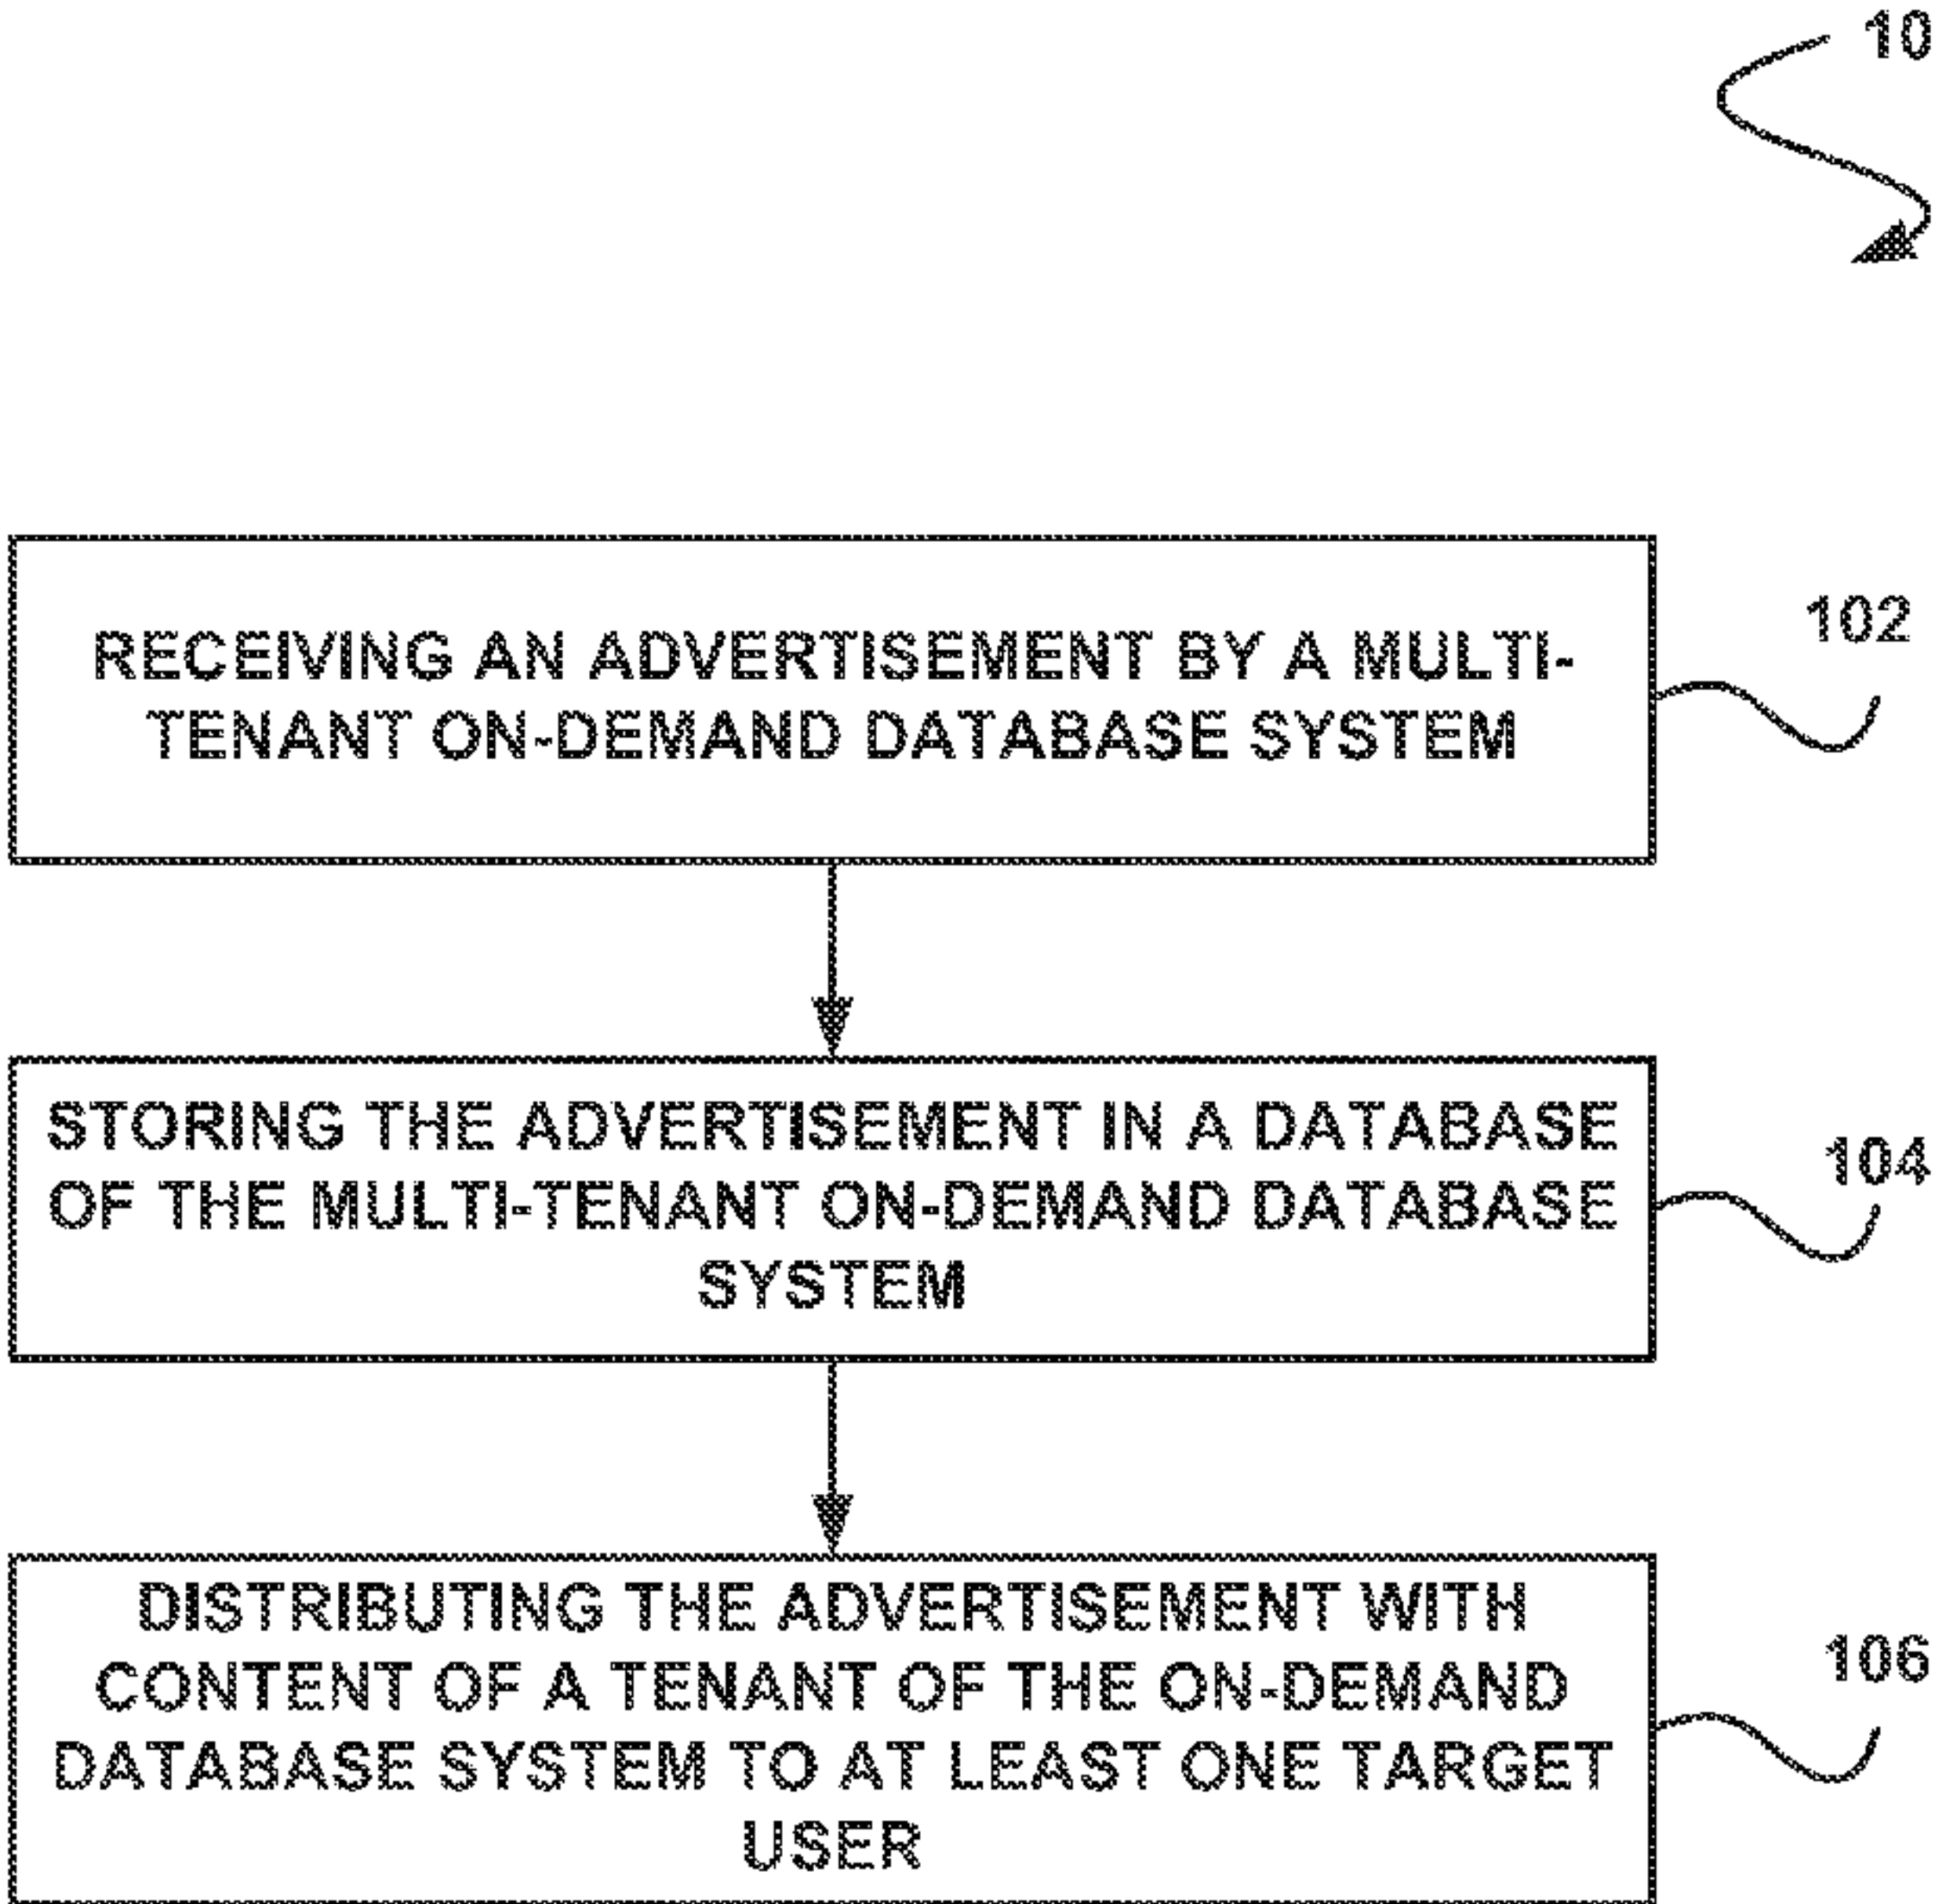 10
RECEIVING AN ADVERTISEMENT BY A MULTI-
TENANT ON-DEMAND DATABASE SYSTEM
102
STORING THE ADVERTISEMENT IN A DATABASE
OF THE MULTI-TENANT ON-DEMAND DATABASE
SYSTEM
104
DISTRIBUTING THE ADVERTISEMENT WITH
CONTENT OF A TENANT OF THE ON-DEMAND
DATABASE SYSTEM TO AT LEAST ONE TARGET
USER
106